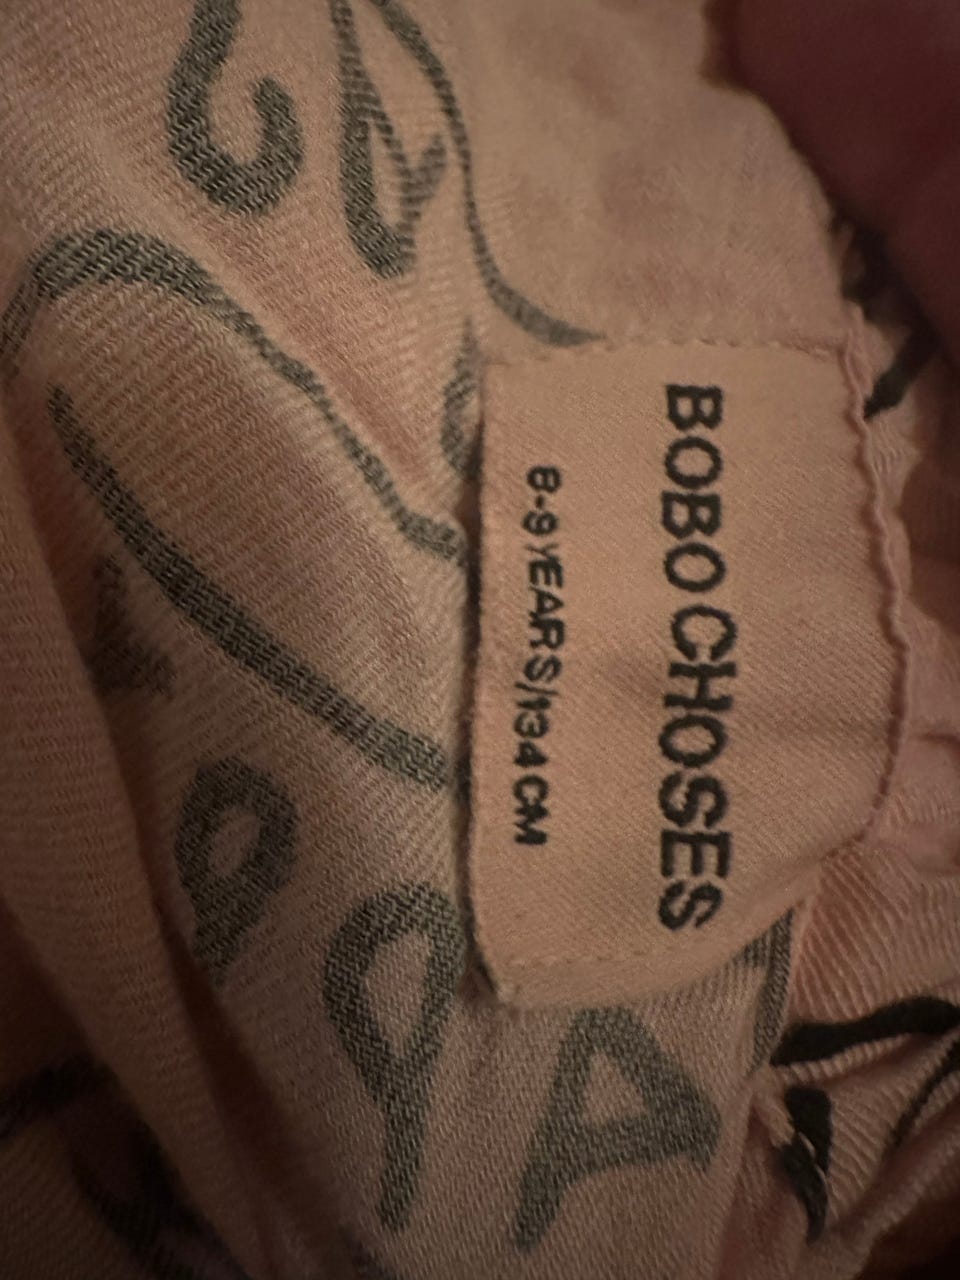 BOBO CHOSES
8-9 YEARS/134 CM